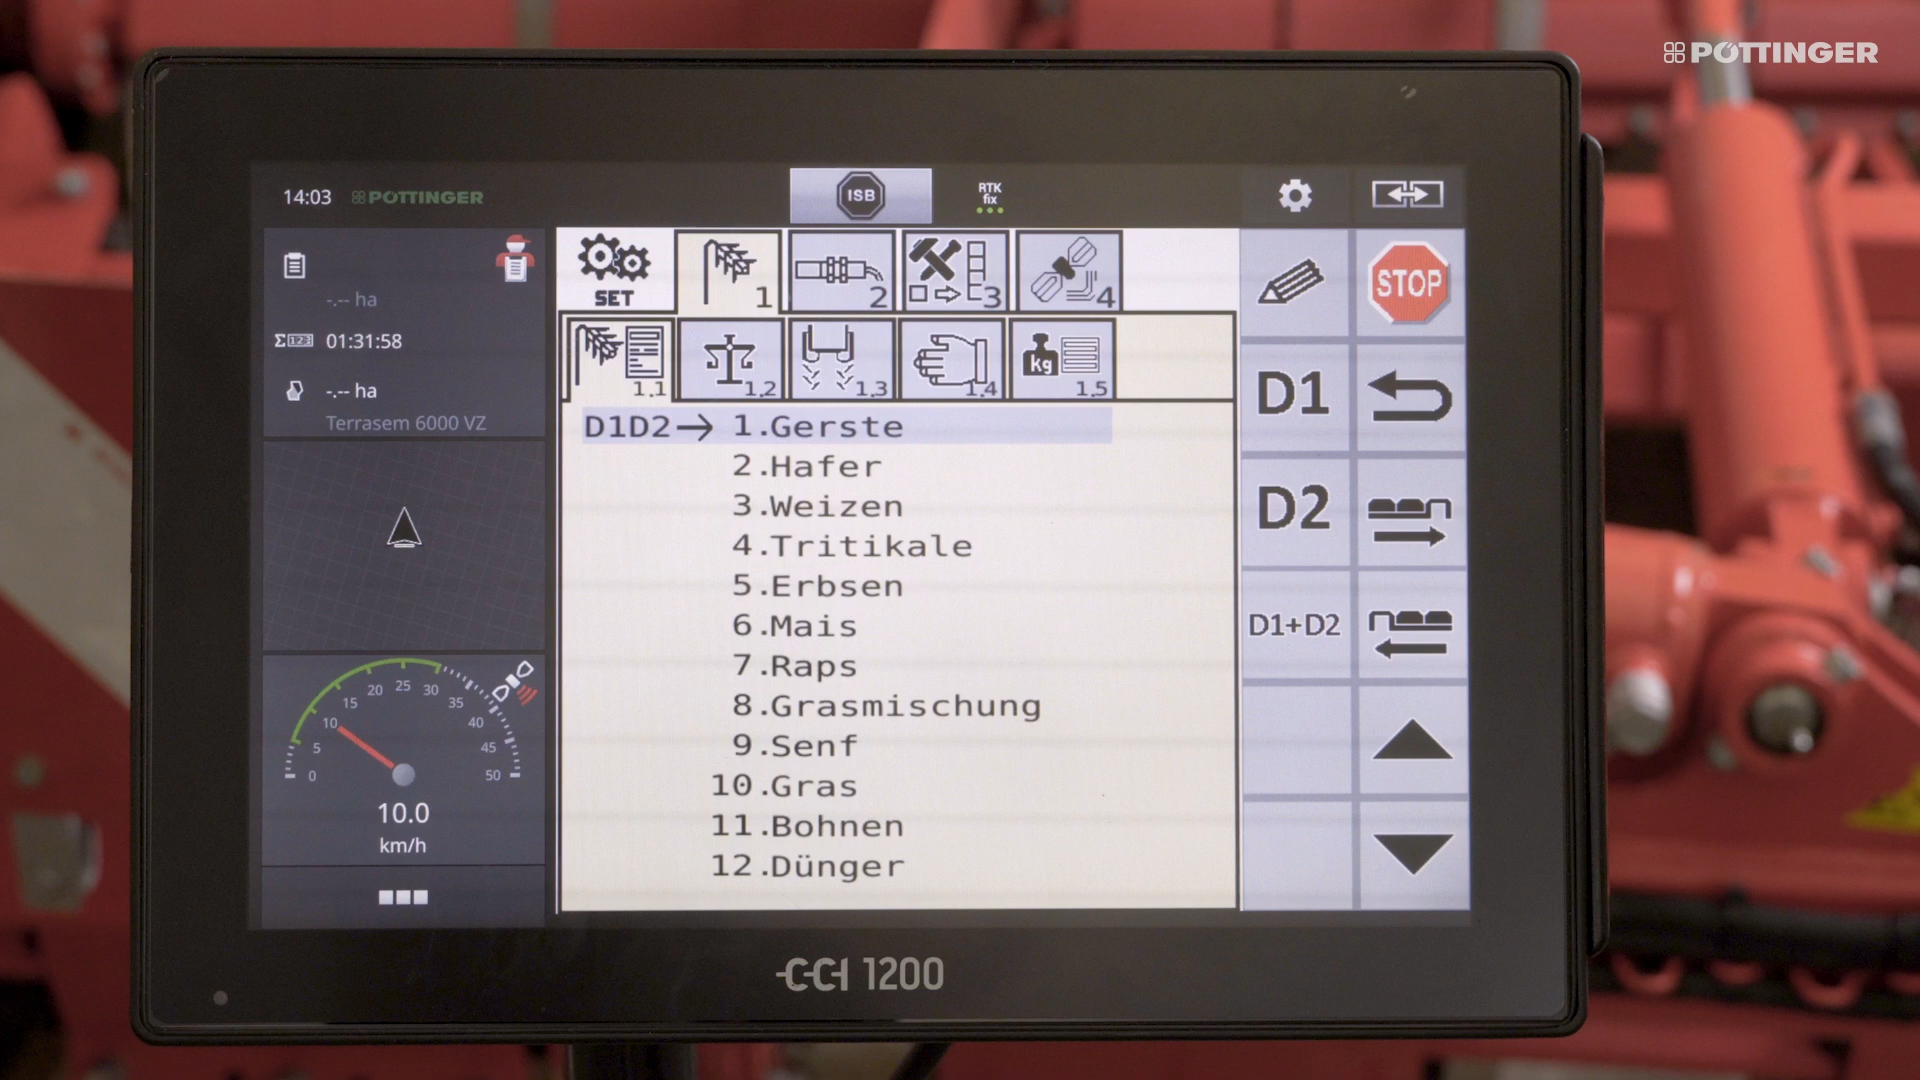 PÖTTINGER
14:03 PÖTTINGER
ISB
RTK
fix
-.-- ha
Σ123 01:31:58
-.-- ha
Terrasem 6000 VZ
0 5 10 15 20 25 30 35 40 45 50
10.0
km/h
SET 1 2 3 4
1.1 1.2 1.3 1.4 kg 1.5
D1D2→ 1.Gerste
2.Hafer
3.Weizen
4.Tritikale
5.Erbsen
6.Mais
7.Raps
8.Grasmischung
9.Senf
10.Gras
11.Bohnen
12.Dünger
STOP
D1
D2
D1+D2
CCI 1200